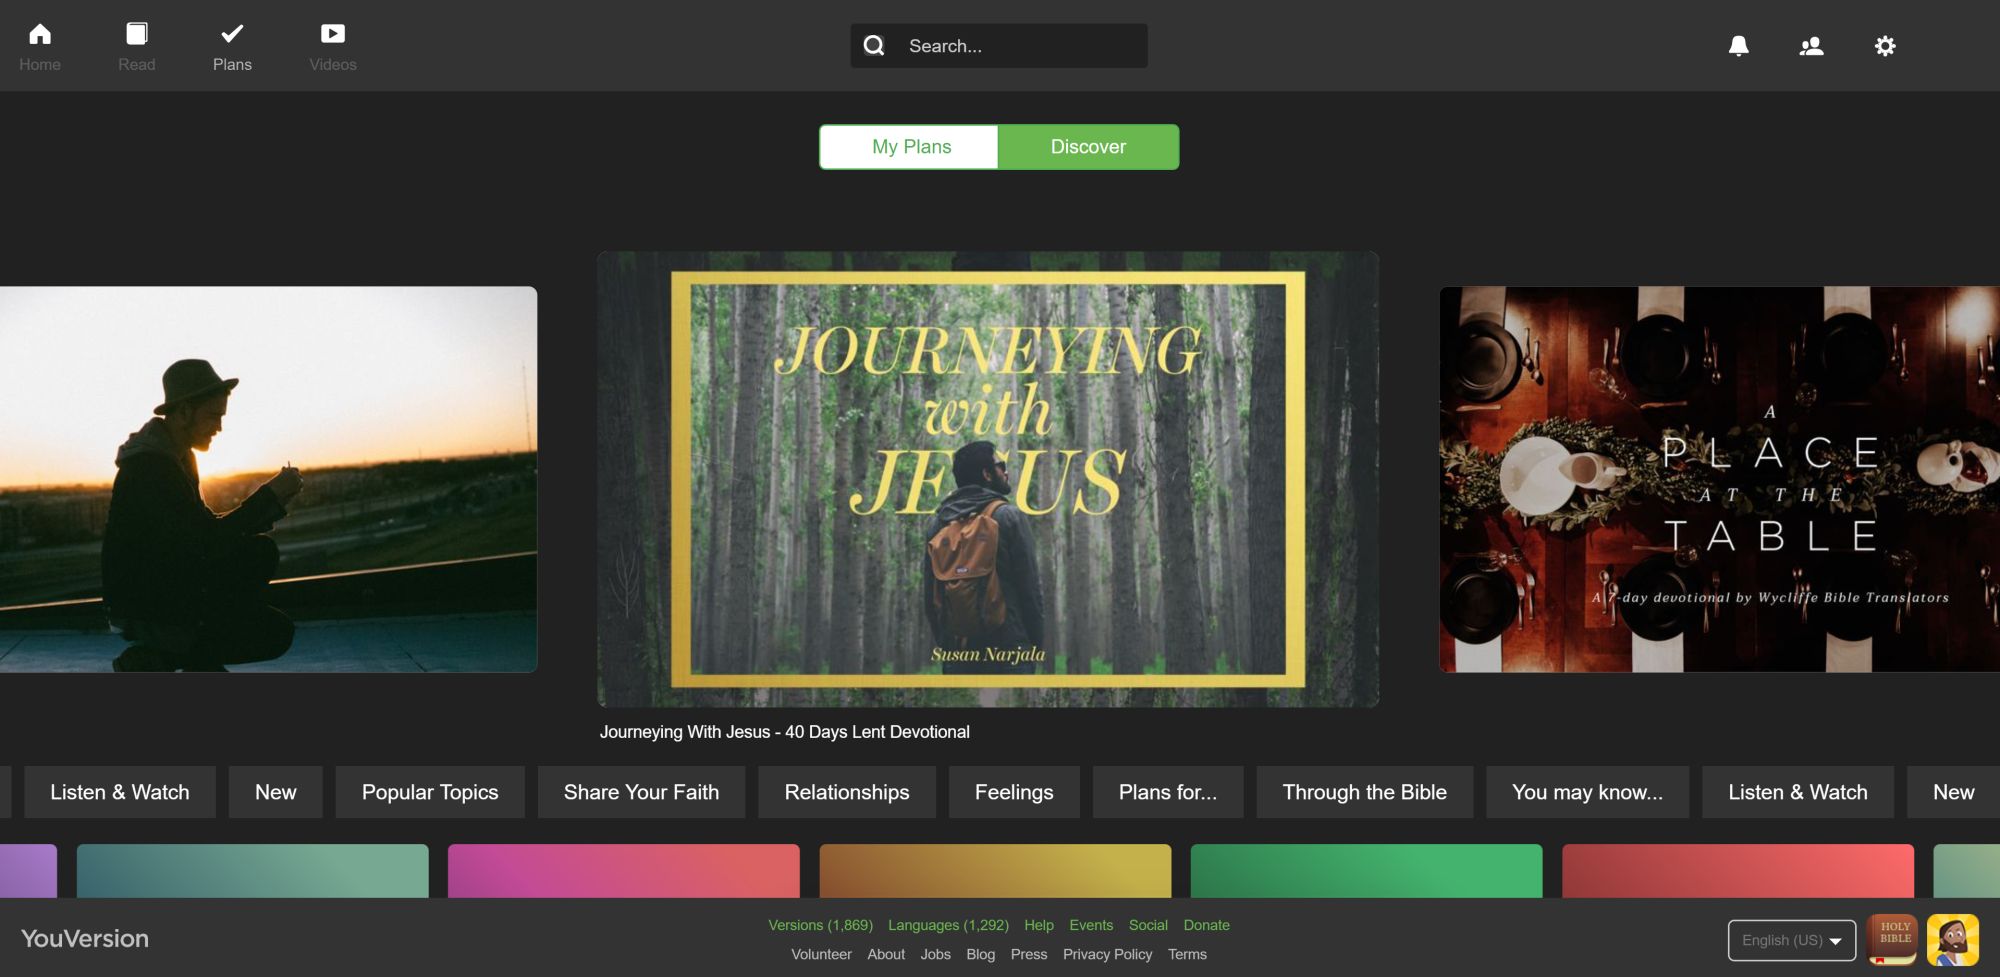 Home
Read
Plans
Videos
Search...
My Plans
Discover
JOURNEYING
with
JESUS
Susan Narjala
A
PLACE
AT THE
TABLE
A 7-day devotional by Wycliffe Bible Translators
Journeying With Jesus - 40 Days Lent Devotional
Listen & Watch
New
Popular Topics
Share Your Faith
Relationships
Feelings
Plans for...
Through the Bible
You may know...
Listen & Watch
New
YouVersion
Versions (1,869) Languages (1,292) Help Events Social Donate
Volunteer About Jobs Blog Press Privacy Policy Terms
English (US)
HOLY
BIBLE